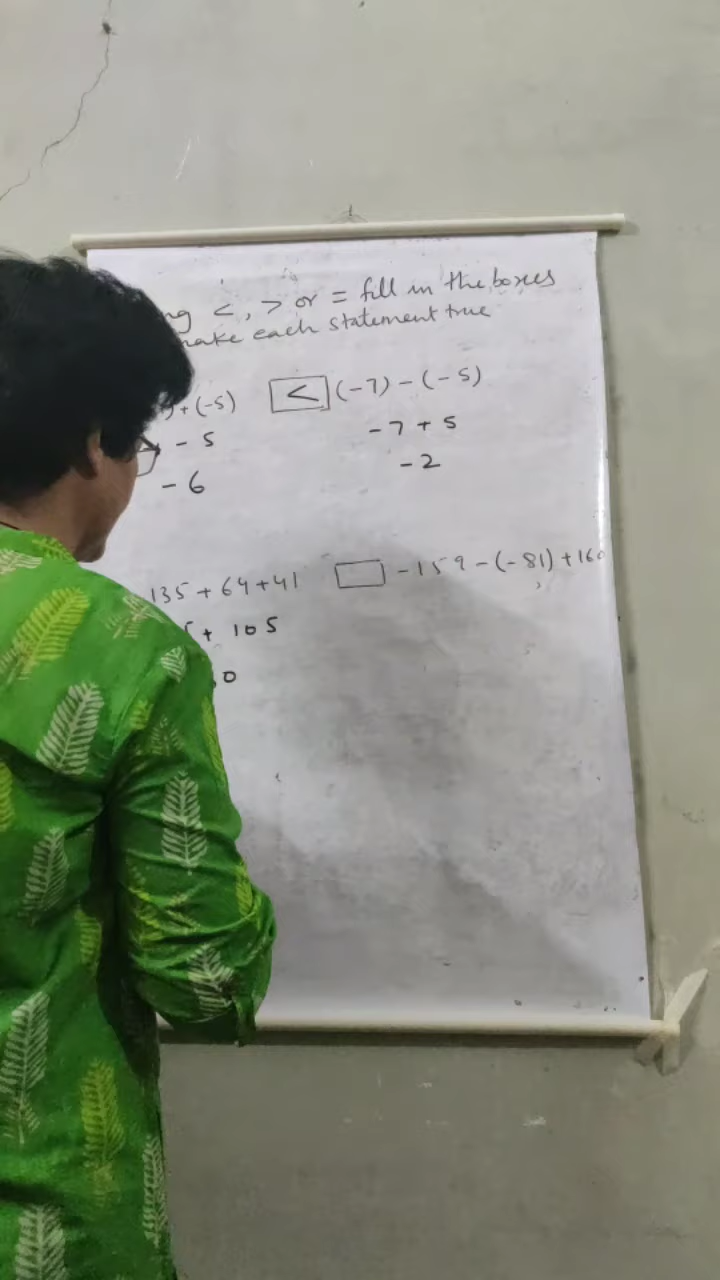 <, > or = fill in the boxes
make each statement true
+(-5) < (-7)-(-5)
- 5 -7+5
- 6 -2
135+64+41 -159-(-81)+160
+ 105
0